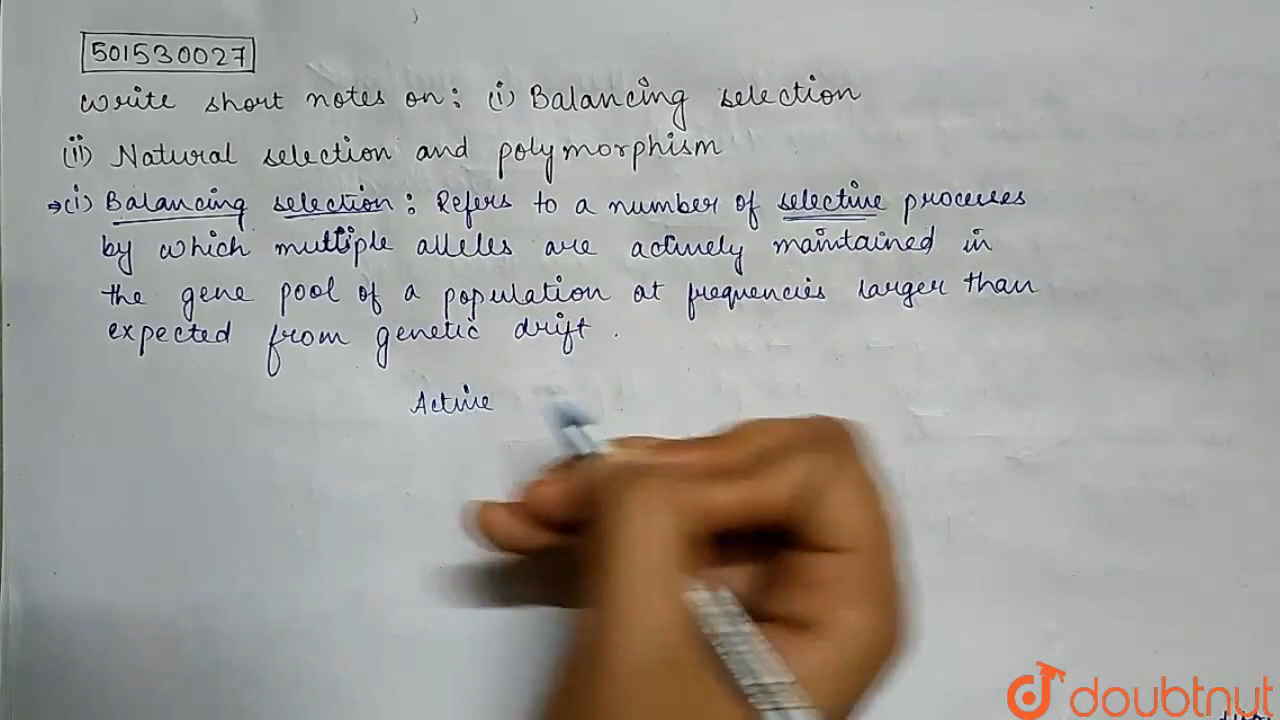 501530027
Write short notes on: (i) Balancing selection
(ii) Natural selection and polymorphism
→(i) Balancing selection: Refers to a number of selective processes
by which multiple alleles are actively maintained in
the gene pool of a population at frequencies larger than
expected from genetic drift.
Active
doubtnut